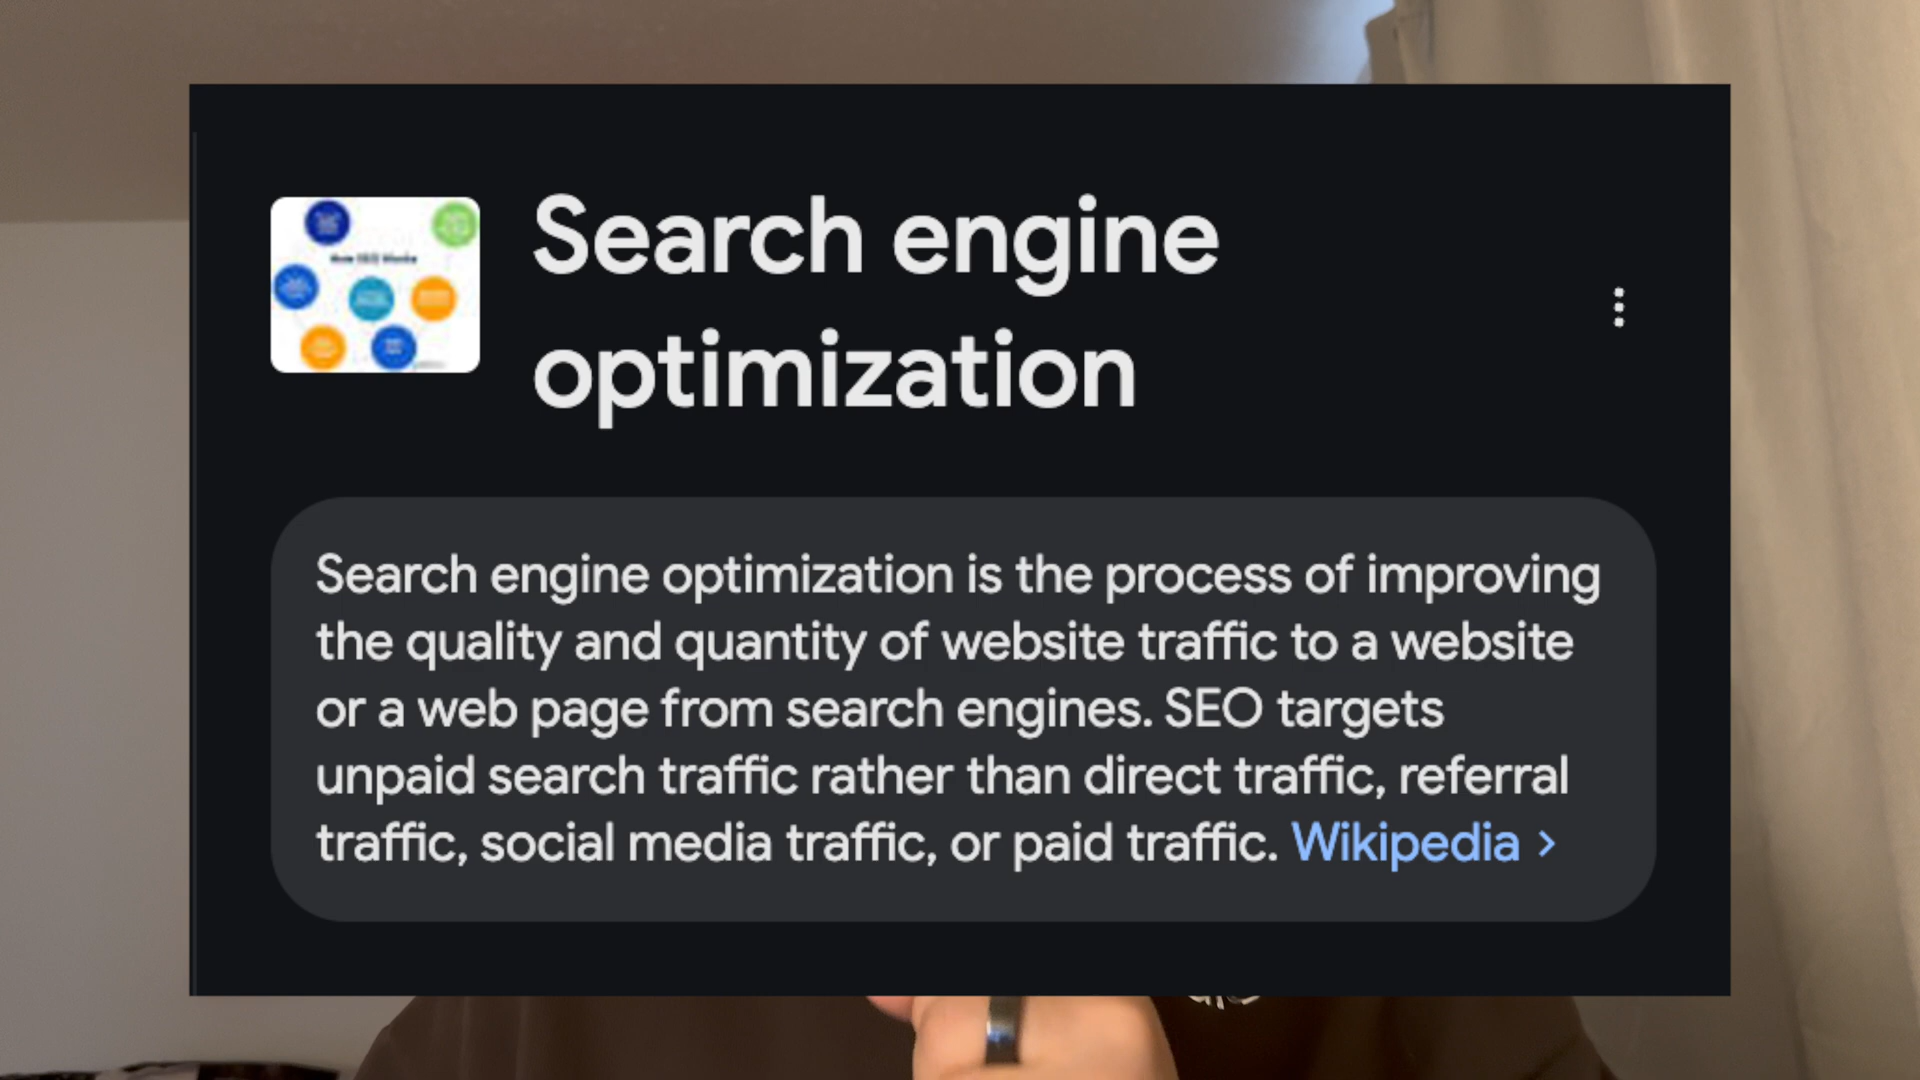 Search engine
optimization
Search engine optimization is the process of improving
the quality and quantity of website traffic to a website
or a web page from search engines. SEO targets
unpaid search traffic rather than direct traffic, referral
traffic, social media traffic, or paid traffic. Wikipedia >